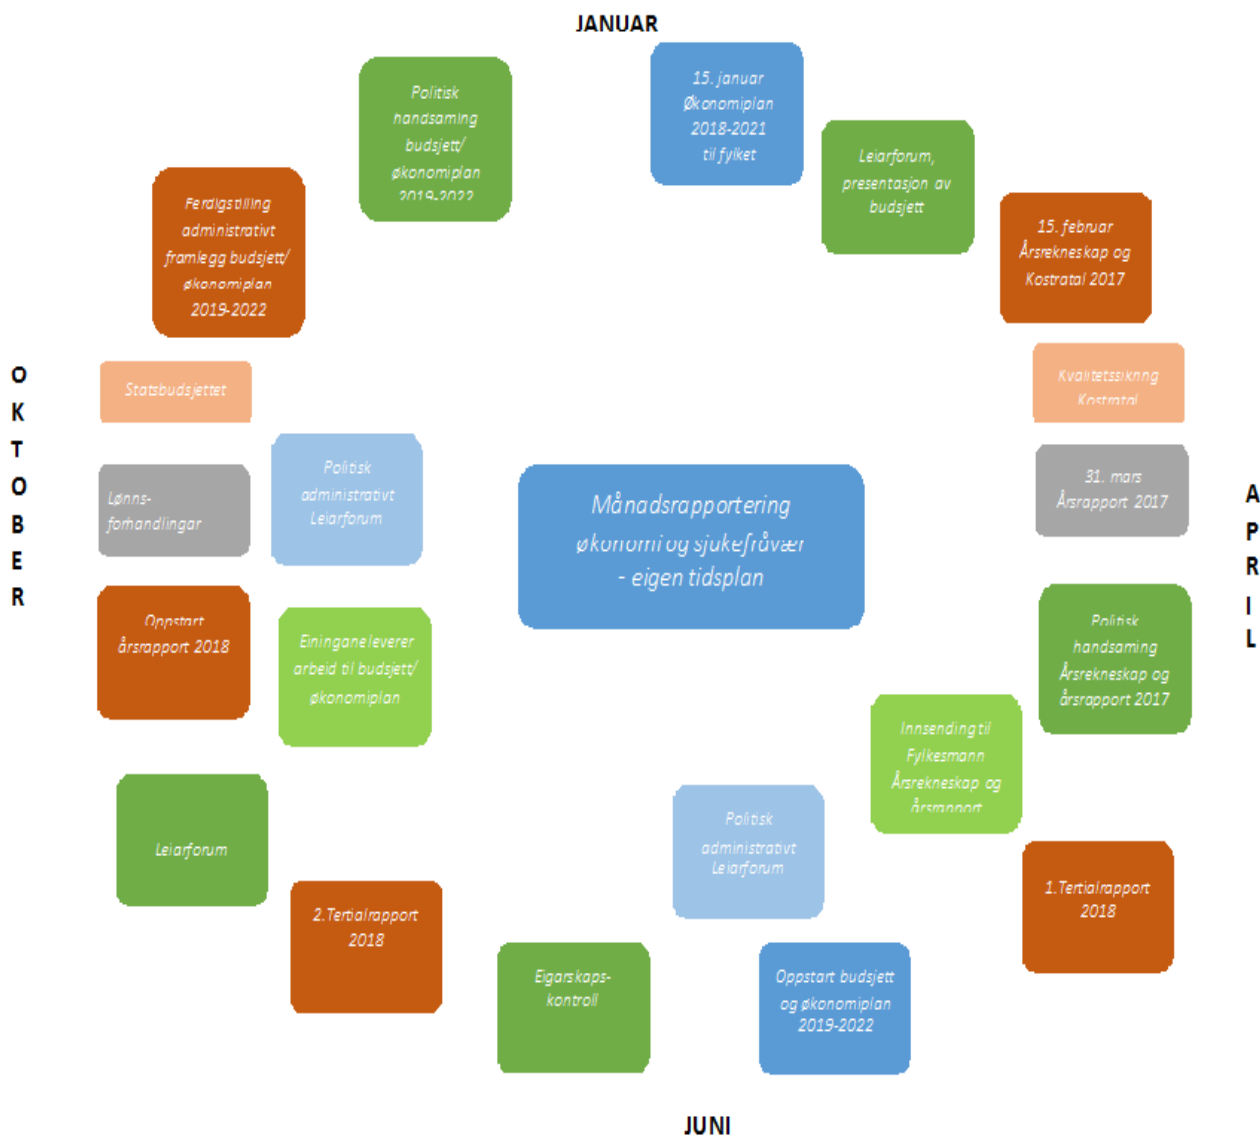 JANUAR
15. januar
Økonomiplan
2018-2021
til fylket
Leiarforum,
presentasjon av
budsjett
15. februar
Årsrekneskap og
Kostratal 2017
Kvalitetssikring
Kostratal
31. mars
Årsrapport 2017
APRIL
Politisk
handsaming
Årsrekneskap og
årsrapport 2017
Innsending til
Fylkesmann
Årsrekneskap og
årsrapport
1.Tertialrapport
2018
Politisk
administrativt
Leiarforum
Oppstart budsjett
og økonomiplan
2019-2022
JUNI
Eigarskaps-
kontroll
2.Tertialrapport
2018
Leiarforum
Einingane leverer
arbeid til budsjett/
økonomiplan
Oppstart
årsrapport 2018
Lønns-
forhandlingar
Politisk
administrativt
Leiarforum
OKTOBER
Statsbudsjettet
Ferdigstilling
administrativt
framlegg budsjett/
økonomiplan
2019-2022
Politisk
handsaming
budsjett/
økonomiplan
2019-2022
Månadsrapportering
økonomi og sjukefråvær
- eigen tidsplan